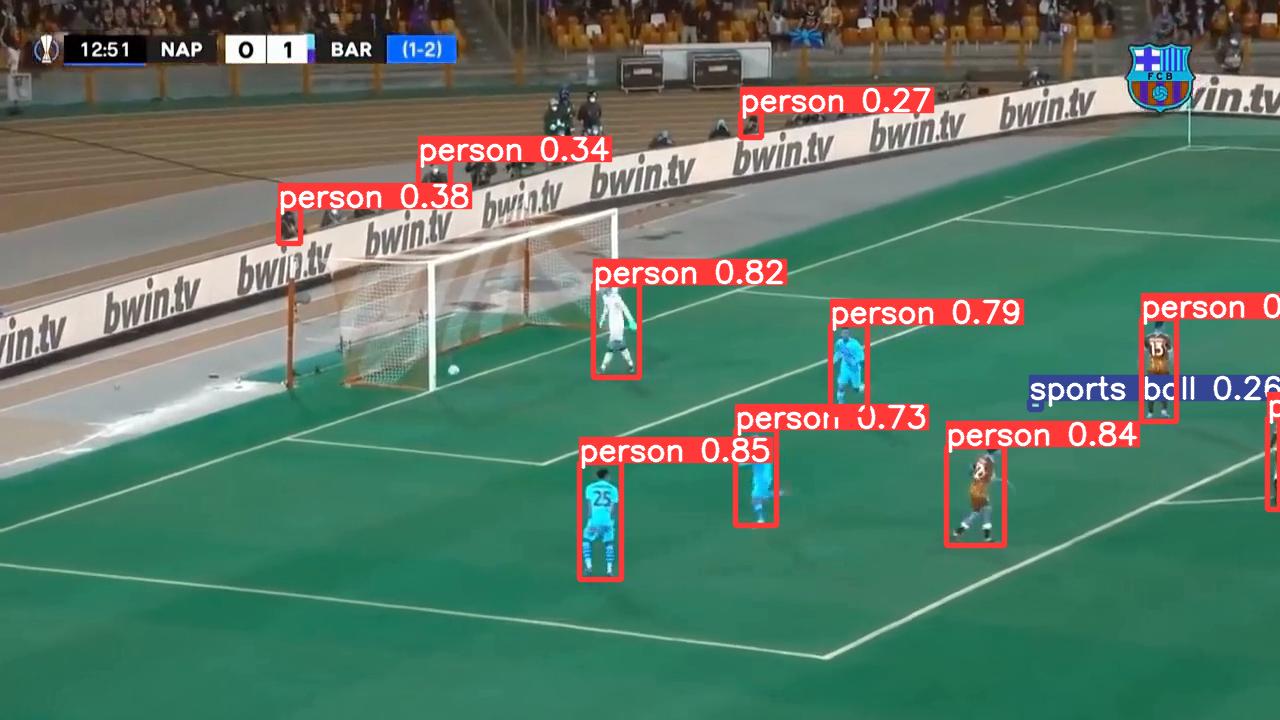 12:51 NAP 0 1 BAR (1-2)
FCB
person 0.27
bwin.tv
person 0.34
bwin.tv
bwin.tv
person 0.38
bwin.tv
bwin.tv
bwin.tv
bwin.tv
bwin.tv
person 0.82
person 0.79
person 0
15
sports ball 0.26
person 0.73
person 0.84
person 0.85
25